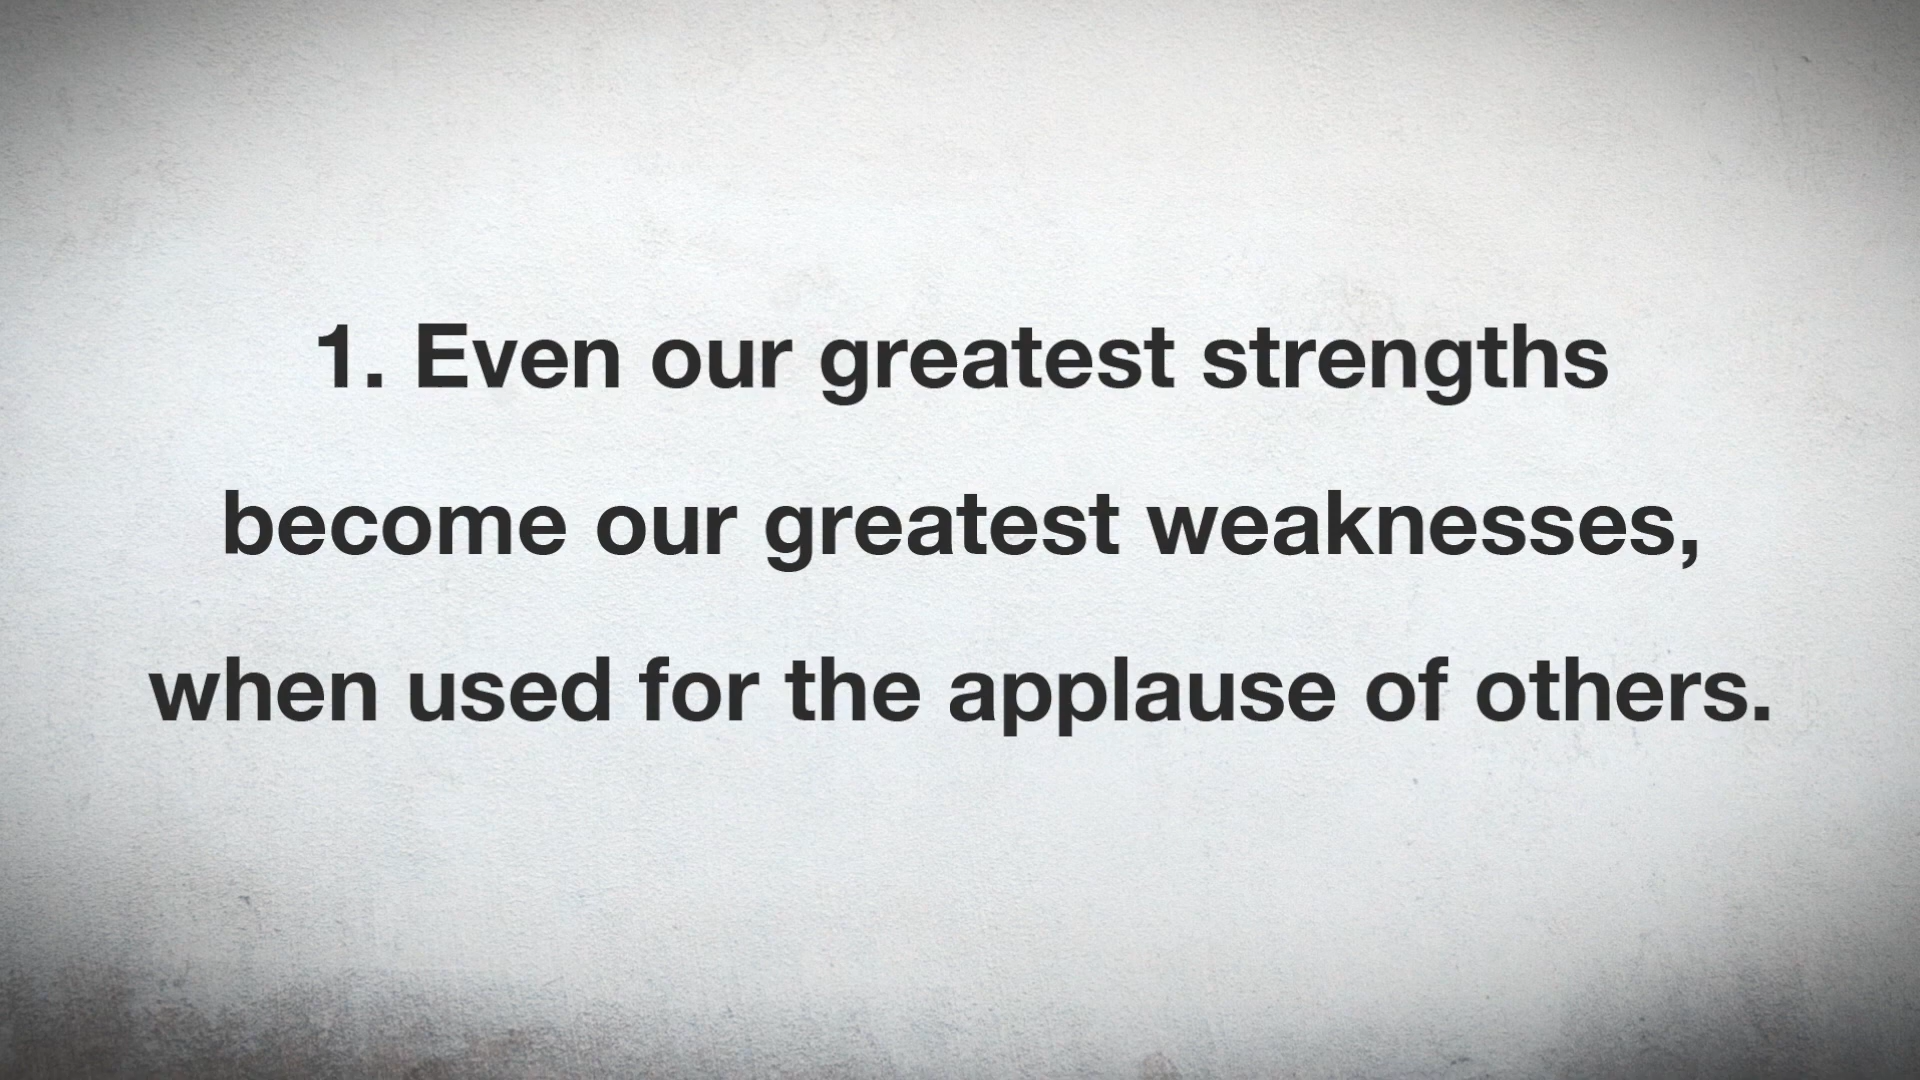 1. Even our greatest strengths
become our greatest weaknesses,
when used for the applause of others.